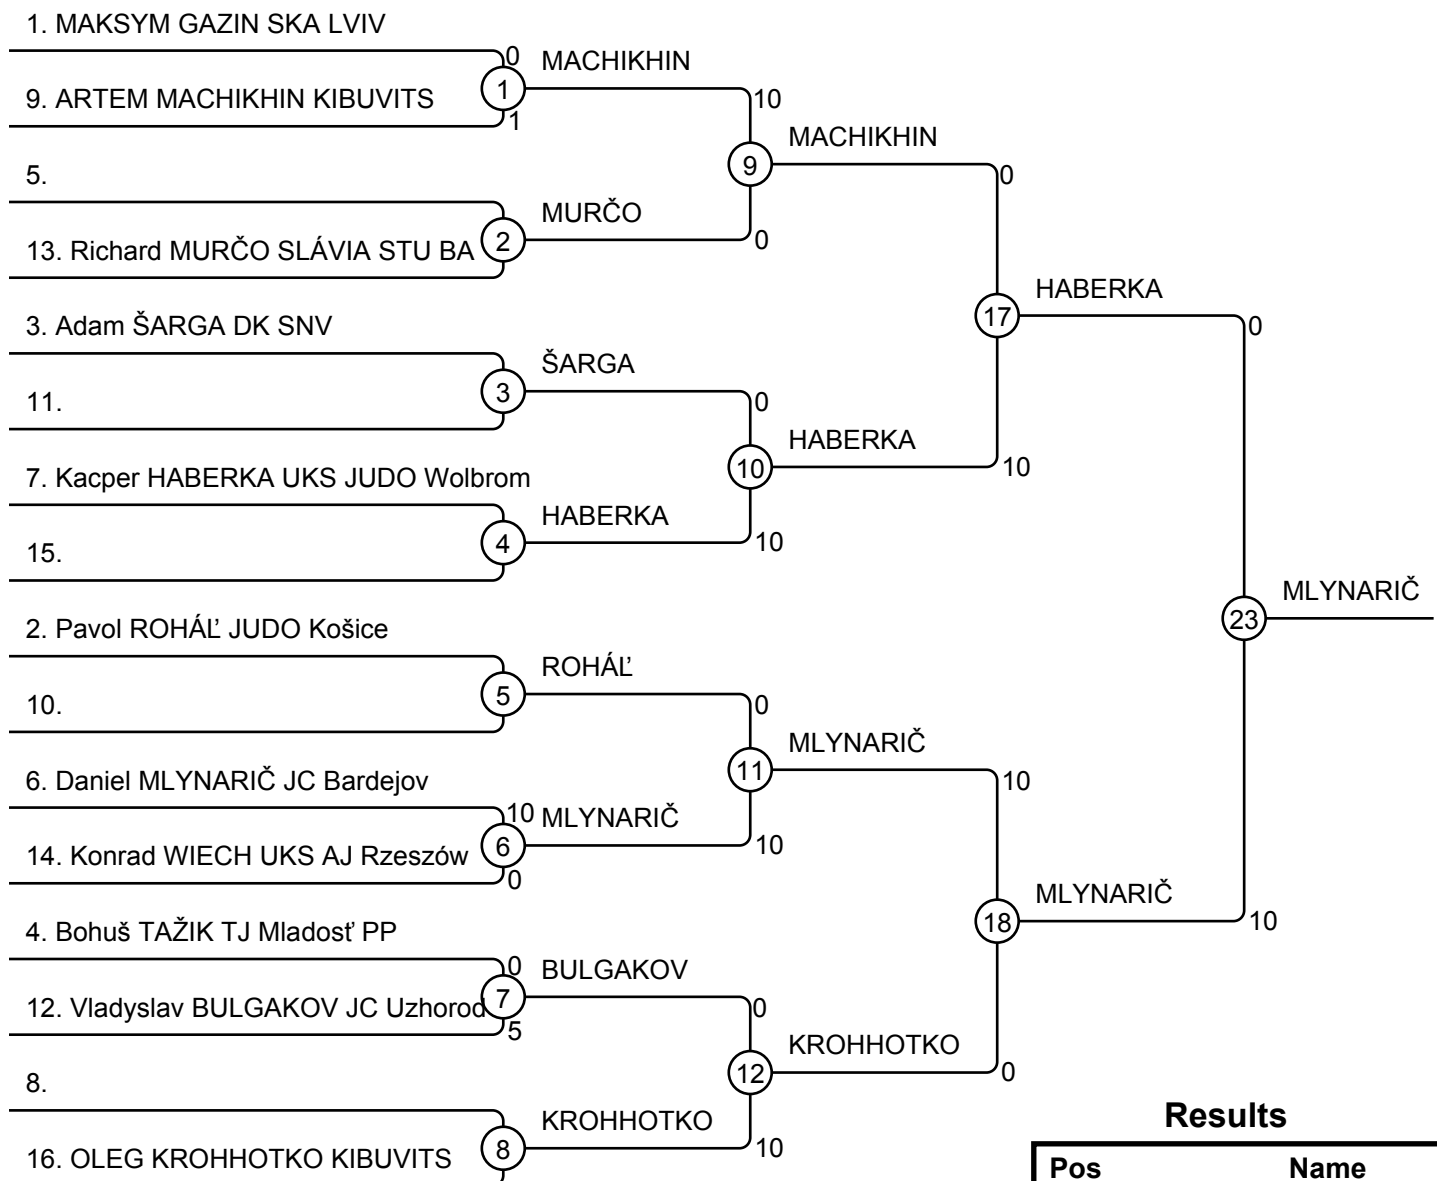 1. MAKSYM GAZIN SKA LVIV
0
MACHIKHIN
1
9. ARTEM MACHIKHIN KIBUVITS
10
1
MACHIKHIN
9
0
5.
MURČO
2
0
13. Richard MURČO SLÁVIA STU BA
HABERKA
17
0
3. Adam ŠARGA DK SNV
ŠARGA
3
0
11.
HABERKA
10
10
7. Kacper HABERKA UKS JUDO Wolbrom
HABERKA
4
10
15.
MLYNARIČ
23
2. Pavol ROHÁĽ JUDO Košice
ROHÁĽ
5
0
10.
MLYNARIČ
11
10
6. Daniel MLYNARIČ JC Bardejov
10
MLYNARIČ
6
10
14. Konrad WIECH UKS AJ Rzeszów
0
MLYNARIČ
18
10
4. Bohuš TAŽIK TJ Mladosť PP
0
BULGAKOV
7
0
12. Vladyslav BULGAKOV JC Uzhorod
5
KROHHOTKO
12
0
8.
KROHHOTKO
8
10
16. OLEG KROHHOTKO KIBUVITS
Results
Pos Name